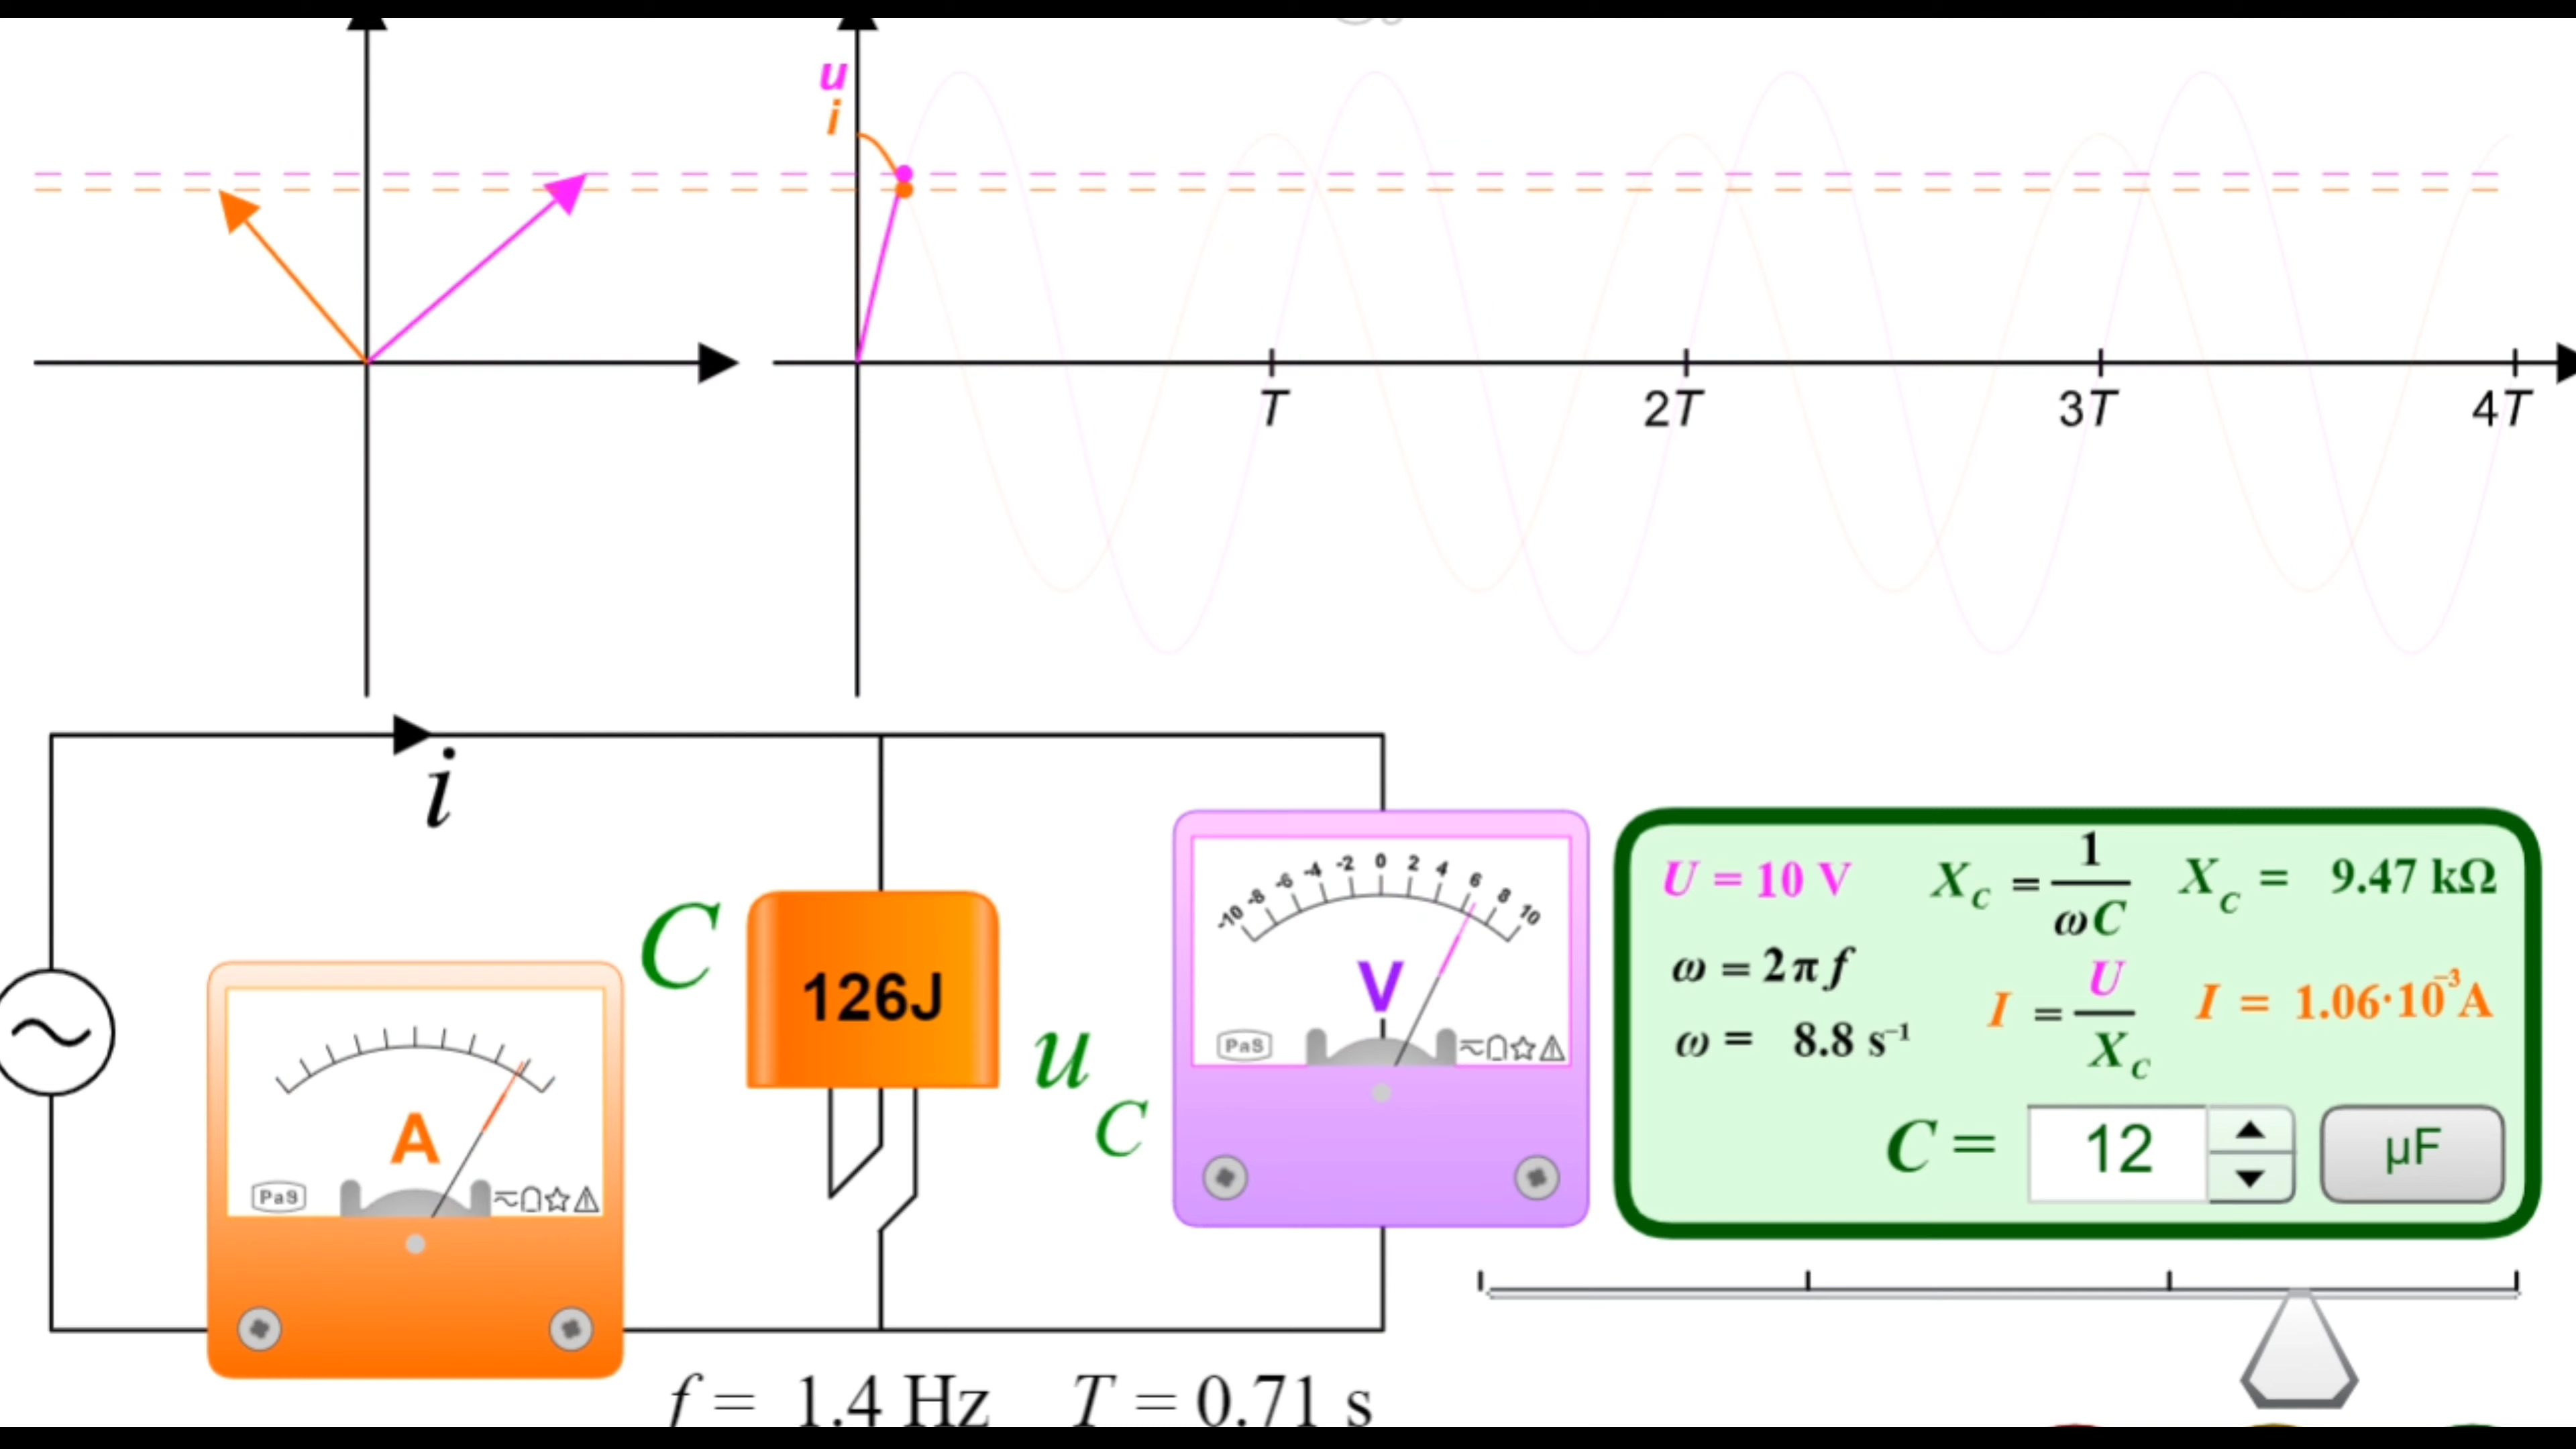 u
i
T
2T
3T
4T
i
C
126J
u
C
A
PaS
-10 -8 -6 -4 -2 0 2 4 6 8 10
V
PaS
U = 10 V
X_C = 1/ωC
X_C = 9.47 kΩ
ω = 2πf
I = U/X_C
I = 1.06·10⁻³A
ω = 8.8 s⁻¹
C = 12 µF
f = 1.4 Hz T = 0.71 s